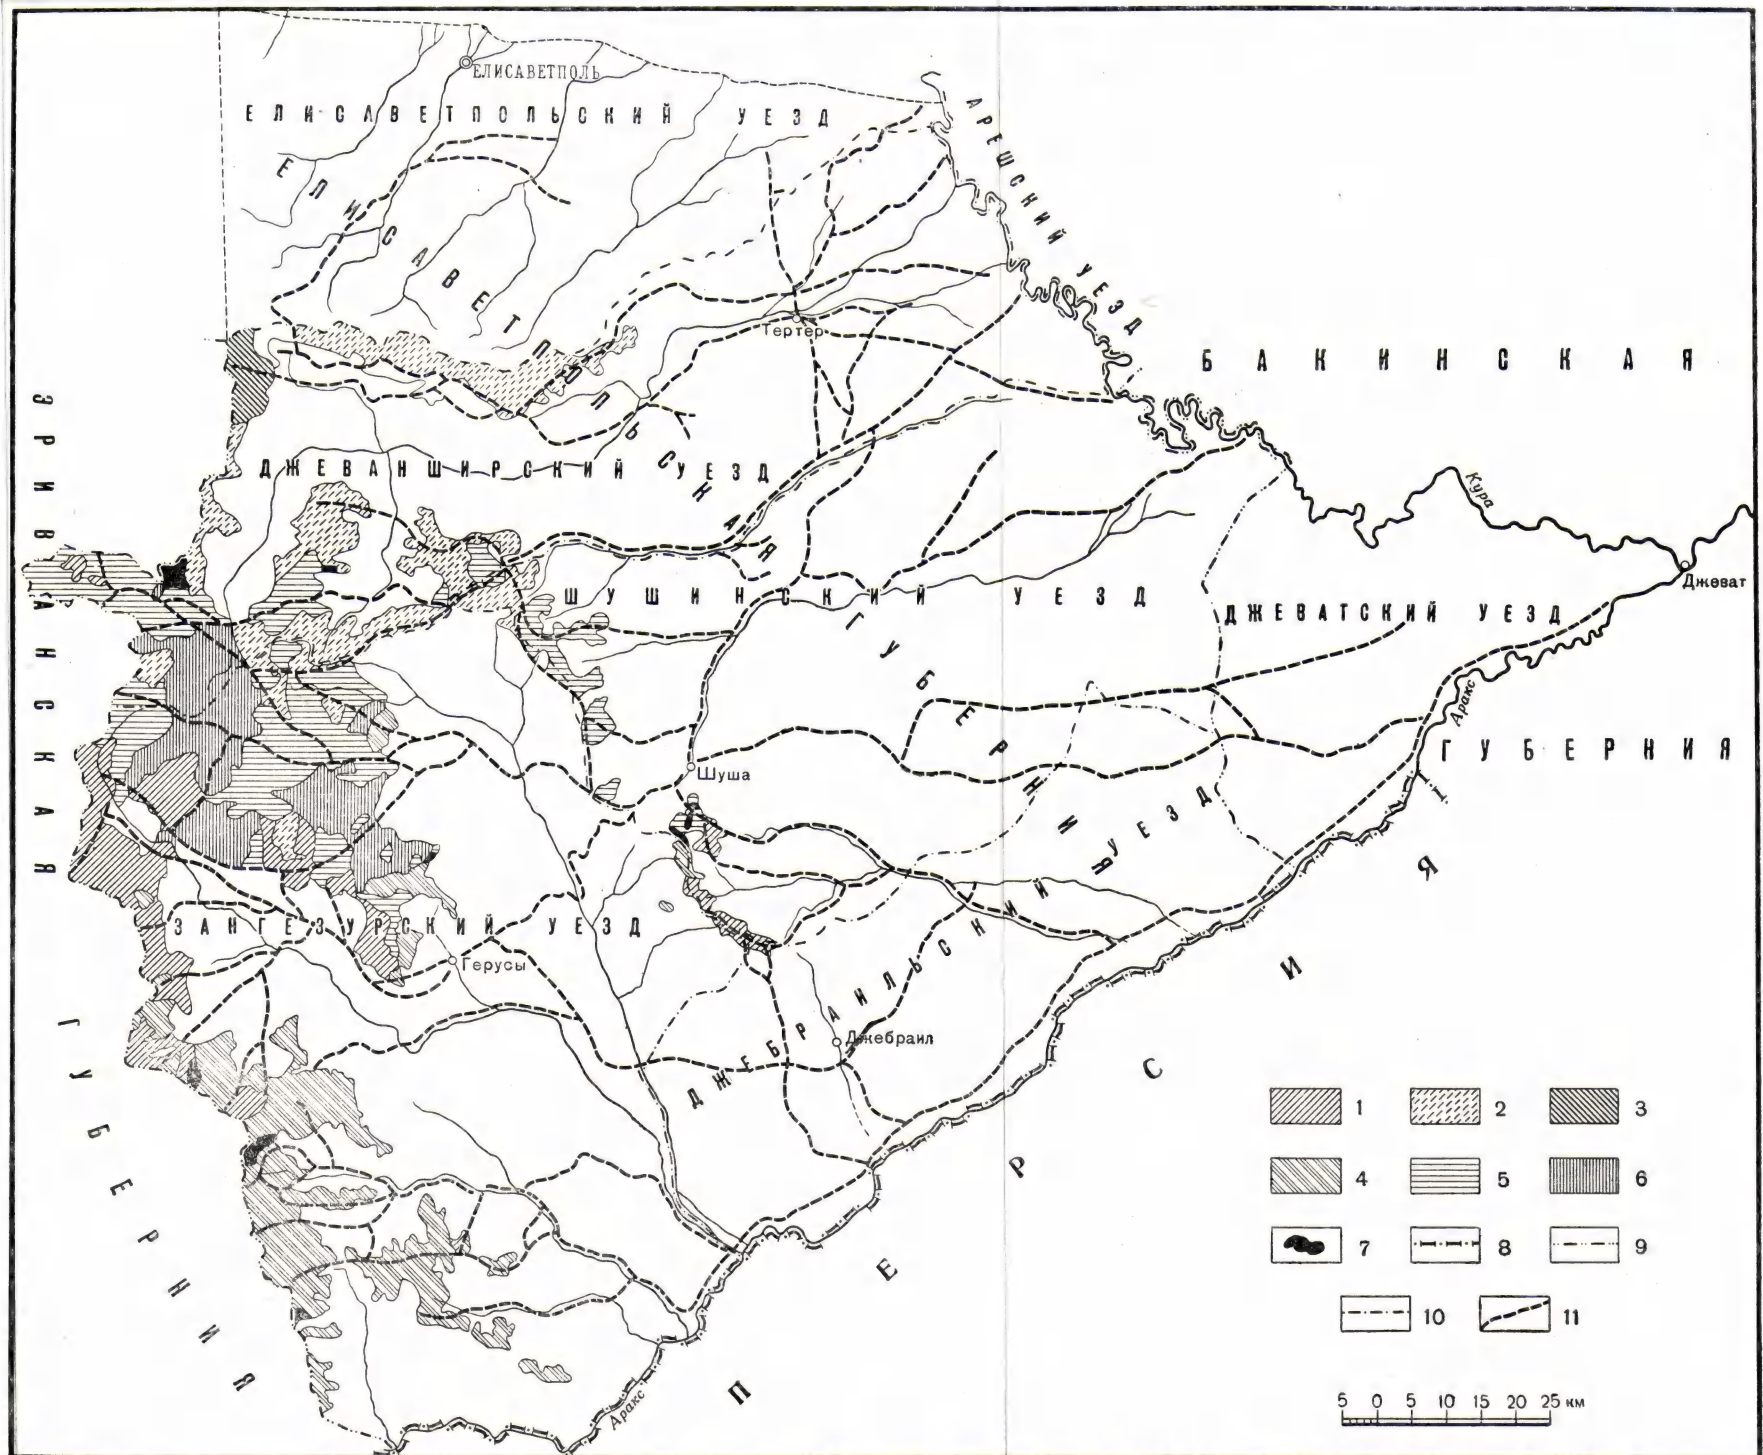 ЕЛИСАВЕТПОЛЬ
ЕЛИСАВЕТПОЛЬСКИЙ УЕЗД
АРЕШСКИЙ УЕЗД
ЕЛИСАВЕТПОЛЬСКАЯ ГУБЕРНИЯ
Тертер
БАКИНСКАЯ
ГУБЕРНИЯ
ЭРИВАНСКАЯ
ГУБЕРНИЯ
ДЖЕВАНШИРСКИЙ УЕЗД
Кура
Джеват
ШУШИНСКИЙ УЕЗД
ДЖЕВАТСКИЙ УЕЗД
Аракс
Шуша
ЗАНГЕЗУРСКИЙ УЕЗД
Герусы
ДЖЕБРАИЛЬСКИЙ УЕЗД
Джебраил
ПЕРСИЯ
Аракс
1 2 3
4 5 6
7 8 9
10 11
5 0 5 10 15 20 25 км